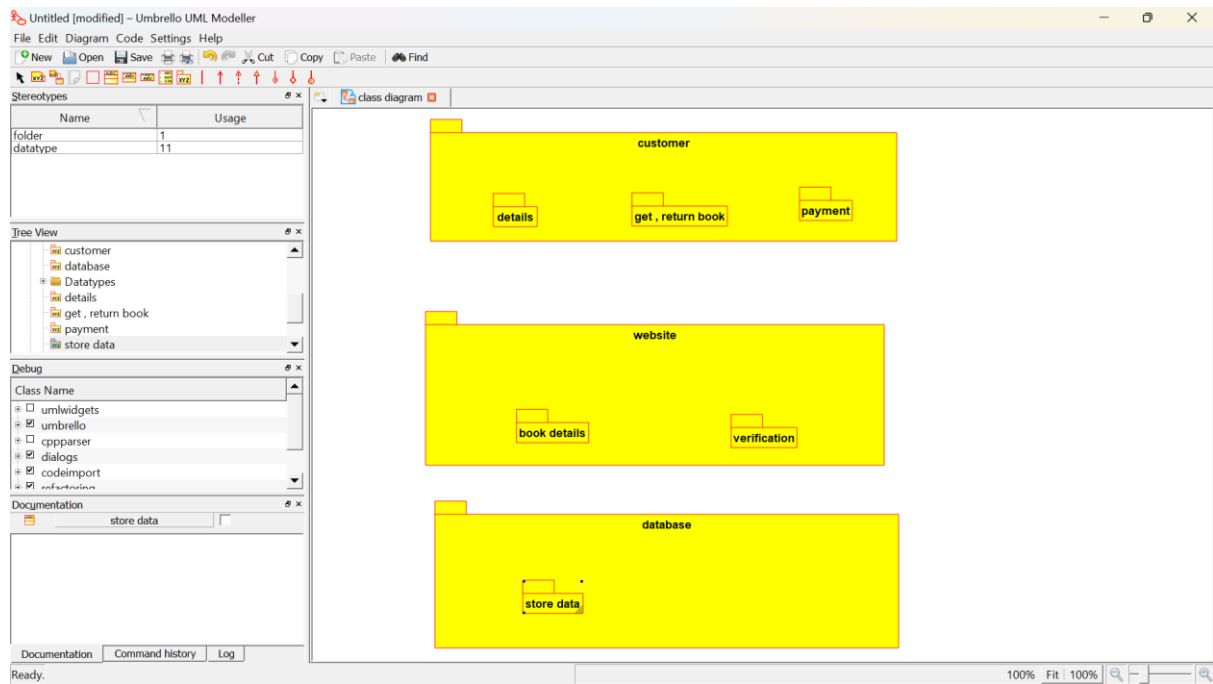 Untitled [modified] – Umbrello UML Modeller
File Edit Diagram Code Settings Help
New Open Save Cut Copy Paste Find
Stereotypes
class diagram
Name Usage
folder 1
datatype 11
Tree View
customer
database
Datatypes
details
get , return book
payment
store data
Debug
Class Name
umlwidgets
umbrello
cppparser
dialogs
codeimport
refactoring
Documentation
store data
Documentation Command history Log
Ready.
customer
details
get , return book
payment
website
book details
verification
database
store data
100% Fit 100%